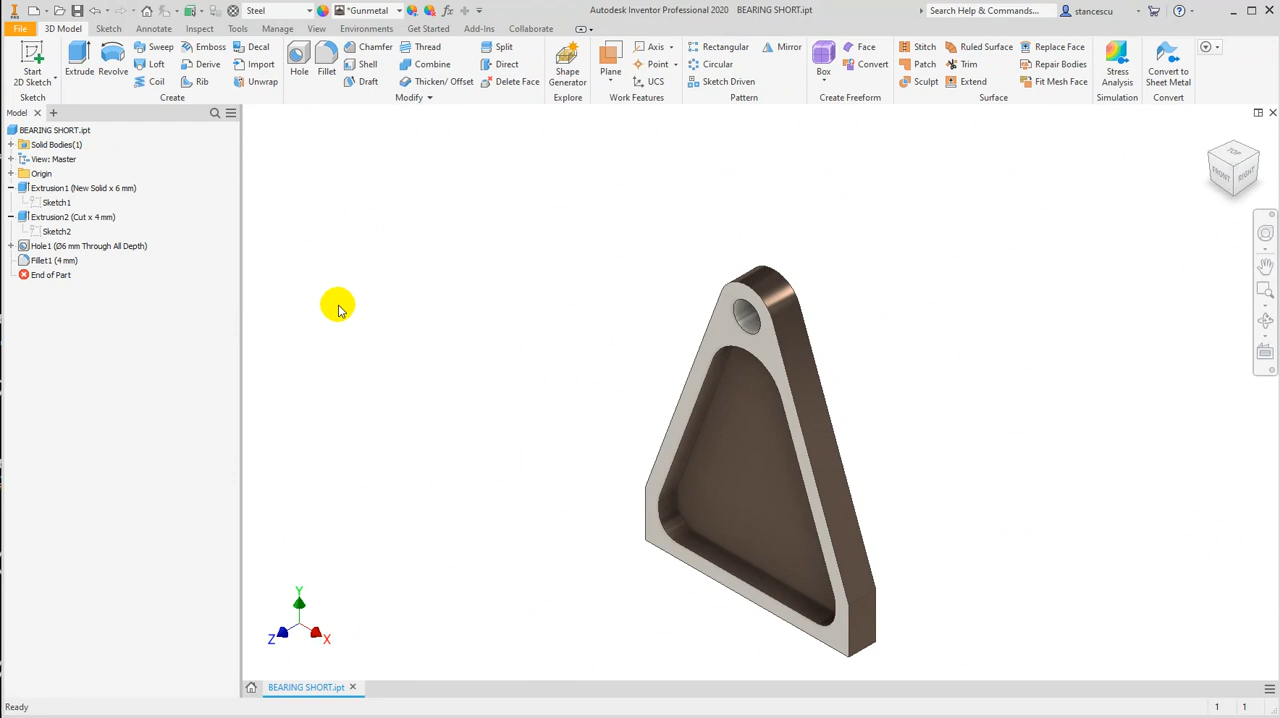 PRO
Steel
*Gunmetal
fx
Autodesk Inventor Professional 2020 BEARING SHORT.ipt
Search Help & Commands...
stancescu
File 3D Model Sketch Annotate Inspect Tools Manage View Environments Get Started Add-Ins Collaborate
Start
2D Sketch
Sketch
Extrude
Revolve
Sweep
Loft
Coil
Emboss
Derive
Rib
Decal
Import
Unwrap
Create
Hole
Fillet
Chamfer
Shell
Draft
Thread
Combine
Thicken/ Offset
Split
Direct
Delete Face
Modify
Shape
Generator
Explore
Plane
Axis
Point
UCS
Work Features
Rectangular
Circular
Sketch Driven
Mirror
Pattern
Box
Face
Convert
Create Freeform
Stitch
Patch
Sculpt
Ruled Surface
Trim
Extend
Replace Face
Repair Bodies
Fit Mesh Face
Surface
Stress
Analysis
Simulation
Convert to
Sheet Metal
Convert
Model
BEARING SHORT.ipt
Solid Bodies(1)
View: Master
Origin
Extrusion1 (New Solid x 6 mm)
Sketch1
Extrusion2 (Cut x 4 mm)
Sketch2
Hole1 (Ø6 mm Through All Depth)
Fillet1 (4 mm)
End of Part
TOP
FRONT
RIGHT
Y
Z
X
BEARING SHORT.ipt
Ready
1 1